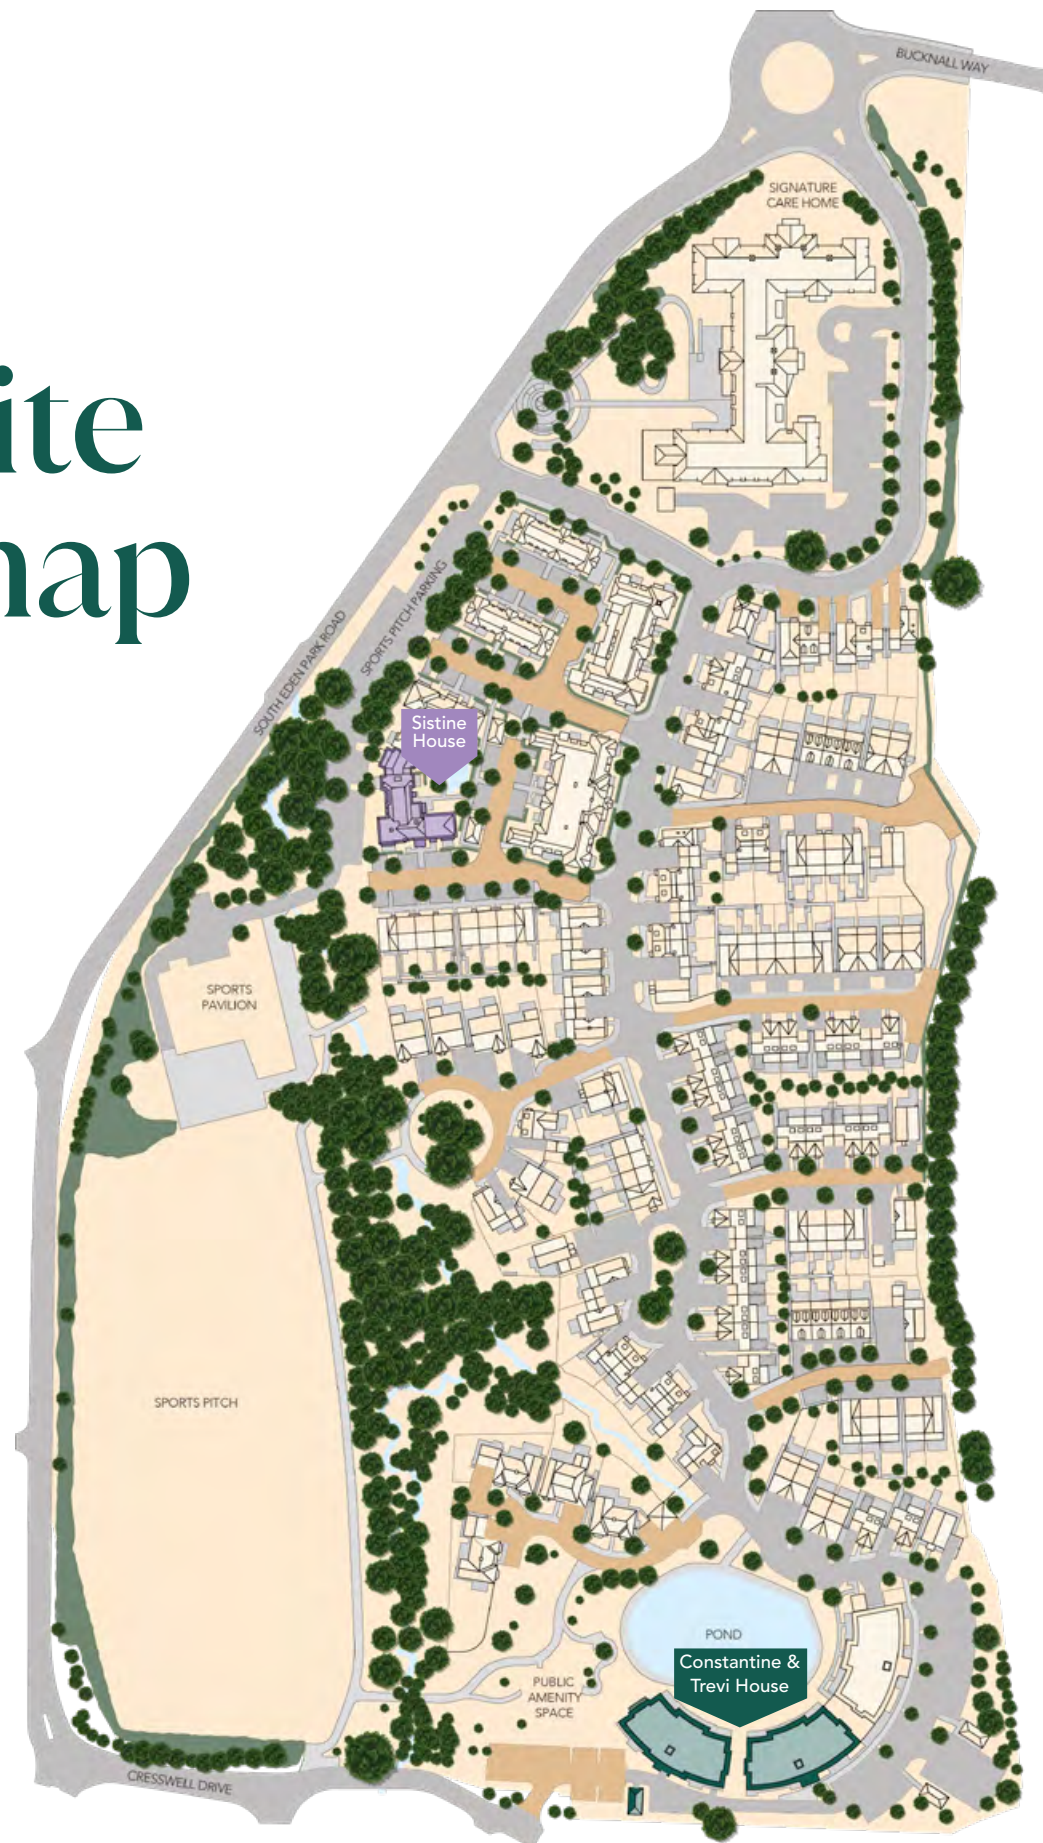 BUCKNALL WAY
SIGNATURE
CARE HOME
ite
map
SPORTS PITCH PARKING
SOUTH EDEN PARK ROAD
Sistine
House
SPORTS
PAVILION
SPORTS PITCH
POND
Constantine &
Trevi House
PUBLIC
AMENITY
SPACE
CRESSWELL DRIVE